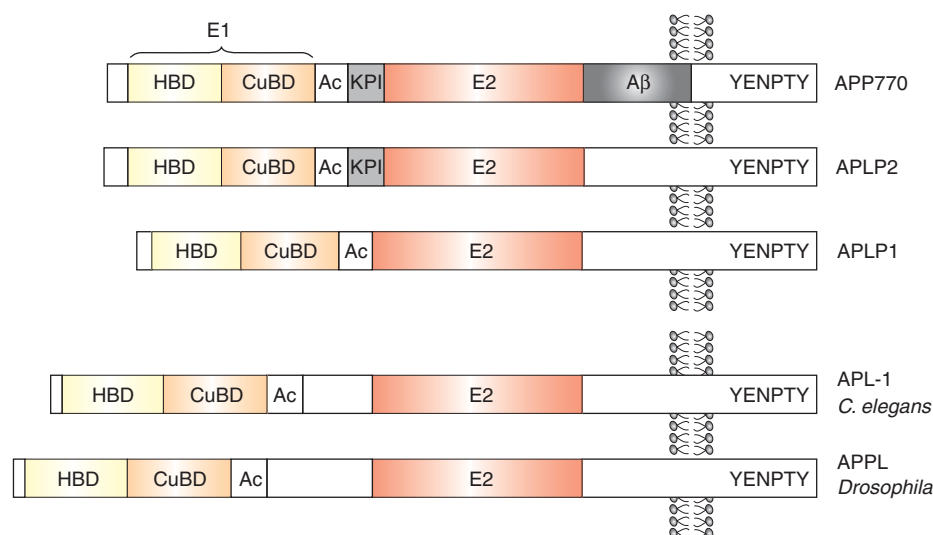 E1
HBD CuBD Ac KPI E2 Aβ YENPTY APP770
HBD CuBD Ac KPI E2 YENPTY APLP2
HBD CuBD Ac E2 YENPTY APLP1
HBD CuBD Ac E2 YENPTY APL-1
C. elegans
HBD CuBD Ac E2 YENPTY APPL
Drosophila